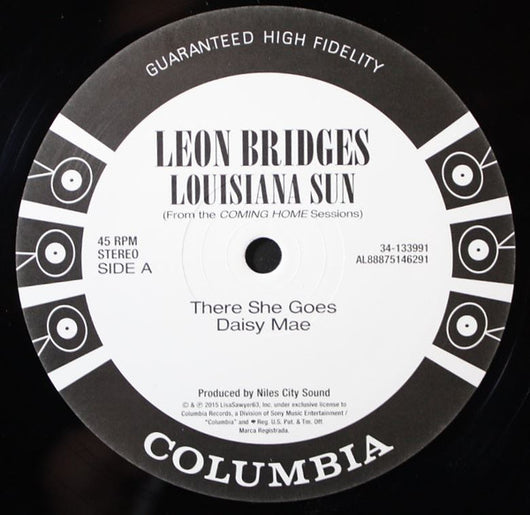 GUARANTEED HIGH FIDELITY
LEON BRIDGES
LOUISIANA SUN
(From the COMING HOME Sessions)
45 RPM
STEREO
SIDE A
34-133991
AL88875146291
There She Goes
Daisy Mae
Produced by Niles City Sound
© & ℗ 2015 LisaSawyer63, Inc. under exclusive license to
Columbia Records, a Division of Sony Music Entertainment /
"Columbia" and ❤ Reg. U.S. Pat. & Tm. Off.
Marca Registrada.
COLUMBIA